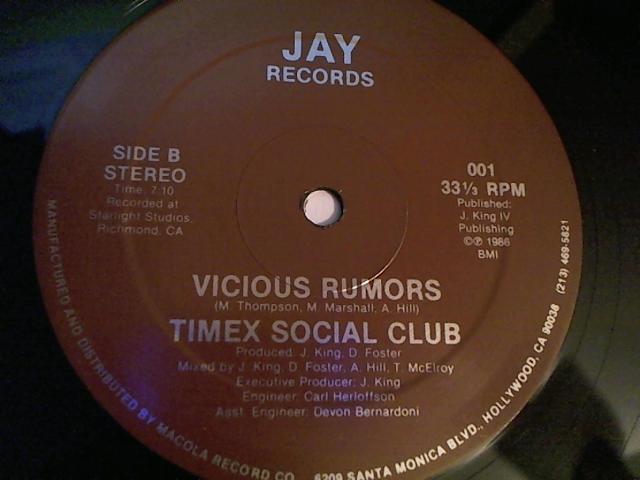 JAY
RECORDS
SIDE B
STEREO
Time: 7:10
Recorded at
Starlight Studios,
Richmond, CA
001
33⅓ RPM
Published:
J. King IV
Publishing
©℗ 1986
BMI
VICIOUS RUMORS
(M. Thompson, M. Marshall, A. Hill)
TIMEX SOCIAL CLUB
Produced: J. King, D. Foster
Mixed by J. King, D. Foster, A. Hill, T. McElroy
Executive Producer: J. King
Engineer: Carl Herloffson
Asst. Engineer: Devon Bernardoni
MANUFACTURED AND DISTRIBUTED BY MACOLA RECORD CO. 6209 SANTA MONICA BLVD., HOLLYWOOD, CA 90038 (213) 469-5821